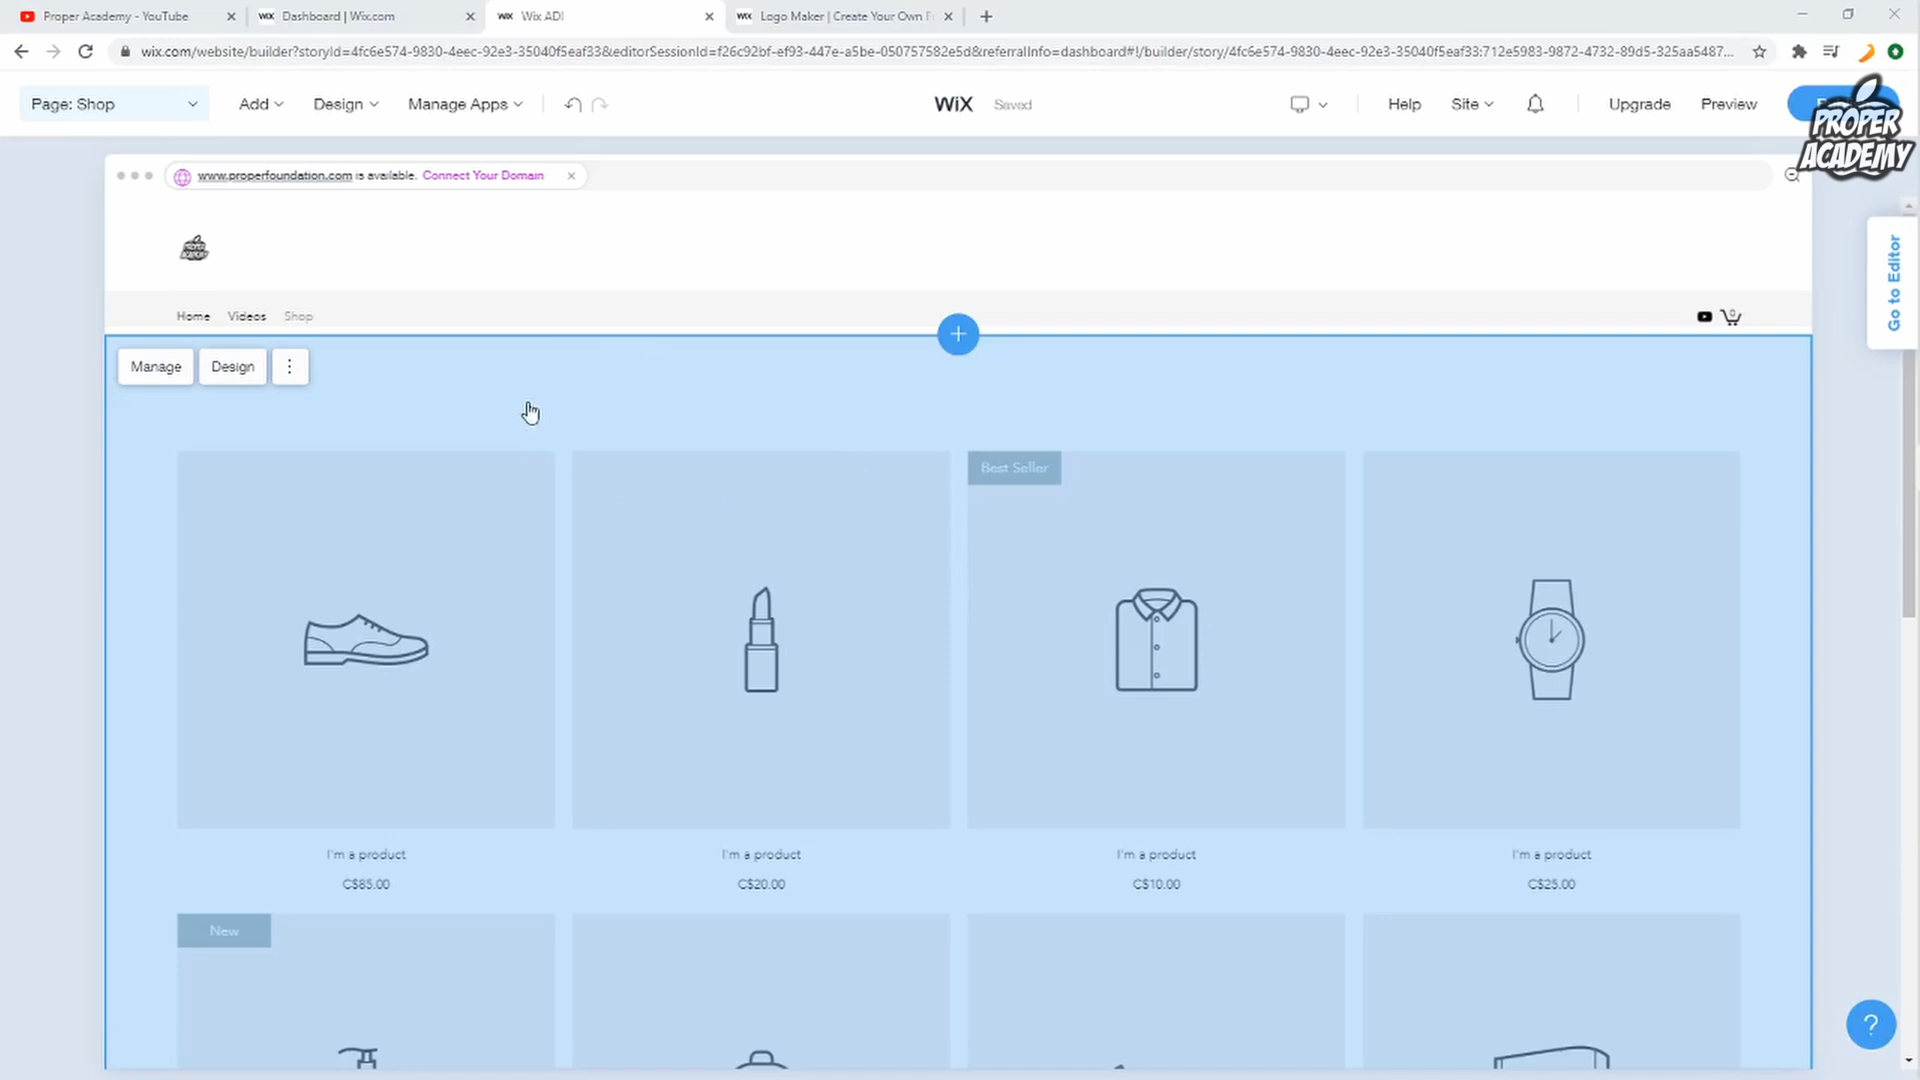 Proper Academy - YouTube
WiX Dashboard | Wix.com
WiX Wix ADI
WiX Logo Maker | Create Your Own F
wix.com/website/builder?storyId=4fc6e574-9830-4eec-92e3-35040f5eaf33&editorSessionId=f26c92bf-ef93-447e-a5be-050757582e5d&referralInfo=dashboard#!/builder/story/4fc6e574-9830-4eec-92e3-35040f5eaf33:712e5983-9872-4732-89d5-325aa5487...
Page: Shop
Add
Design
Manage Apps
WiX
Saved
Help
Site
Upgrade
Preview
PROPER
ACADEMY
www.properfoundation.com is available. Connect Your Domain
Go to Editor
Home Videos Shop
0
Manage
Design
Best Seller
I'm a product I'm a product I'm a product I'm a product
C$85.00 C$20.00 C$10.00 C$25.00
New
?